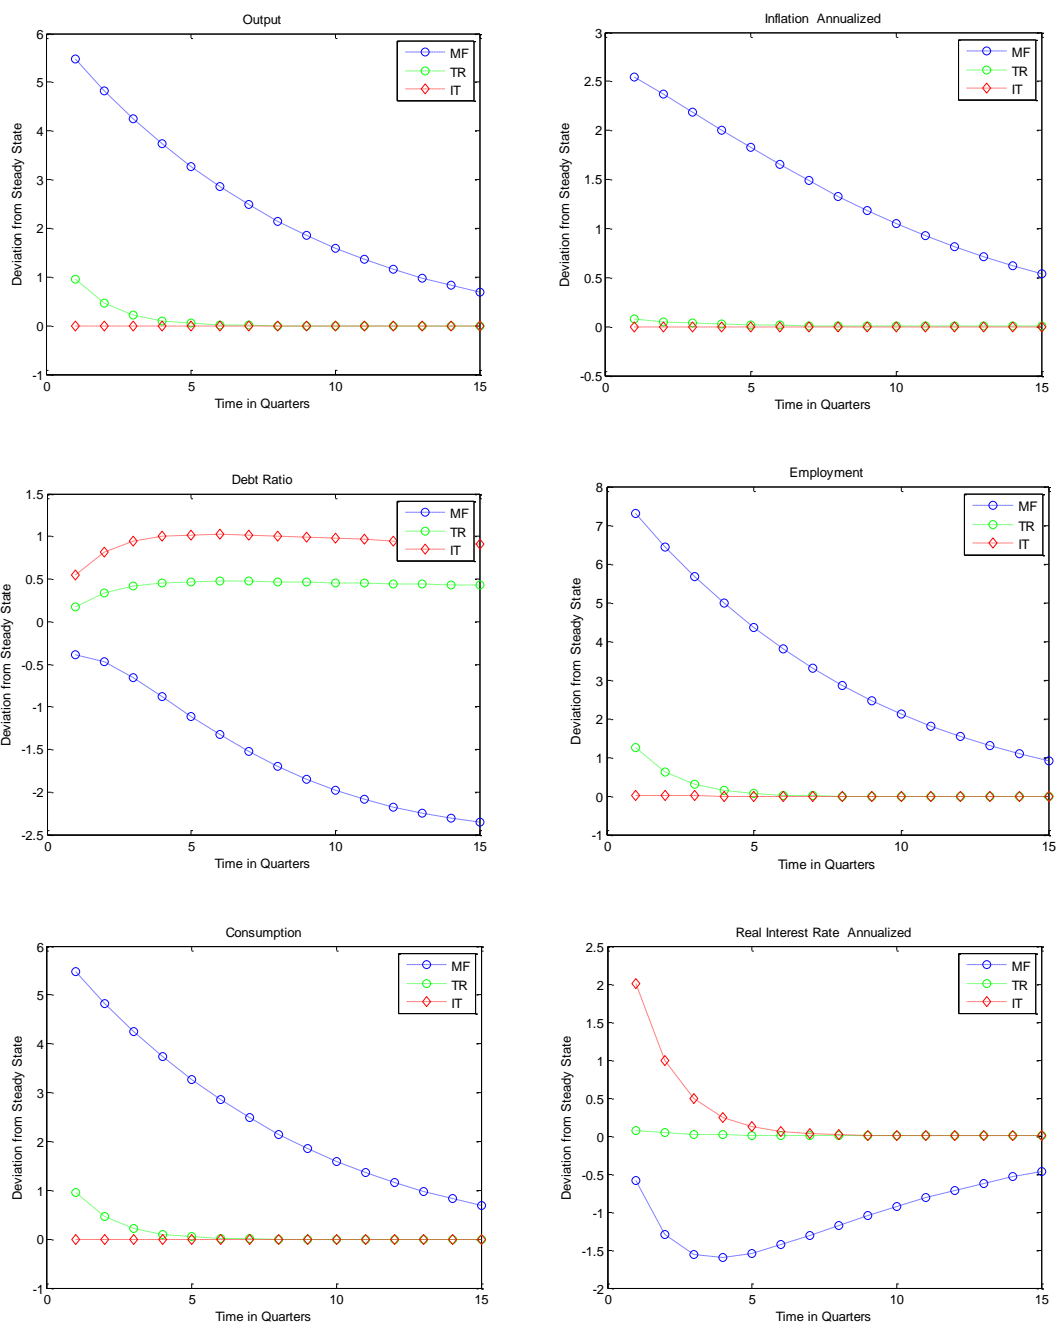 Output
Deviation from Steady State
6
5
4
3
2
1
0
-1
MF
TR
IT
0 5 10 15
Time in Quarters
Inflation Annualized
Deviation from Steady State
3
2.5
2
1.5
1
0.5
0
-0.5
MF
TR
IT
0 5 10 15
Time in Quarters
Debt Ratio
Deviation from Steady State
1.5
1
0.5
0
-0.5
-1
-1.5
-2
-2.5
MF
TR
IT
0 5 10 15
Time in Quarters
Employment
Deviation from Steady State
8
7
6
5
4
3
2
1
0
-1
MF
TR
IT
0 5 10 15
Time in Quarters
Consumption
Deviation from Steady State
6
5
4
3
2
1
0
-1
MF
TR
IT
0 5 10 15
Time in Quarters
Real Interest Rate Annualized
Deviation from Steady State
2.5
2
1.5
1
0.5
0
-0.5
-1
-1.5
-2
MF
TR
IT
0 5 10 15
Time in Quarters